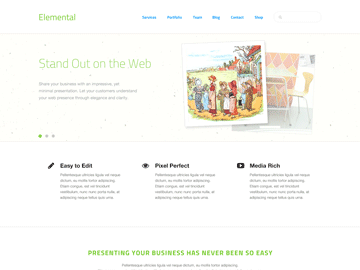 Elemental
Services Portfolio Team Blog Contact Shop
Stand Out on the Web
Share your business with an impressive, yet
minimal presentation. Let your customers understand
your web presence through elegance and clarity.
Easy to Edit
Pellentesque ultricies ligula vel neque
dictum, eu mollis tortor adipiscing.
Etiam congue, est vel tincidunt
vestibulum, nunc nunc porta nulla, at
adipiscing neque tellus quis urna.
Pixel Perfect
Pellentesque ultricies ligula vel neque
dictum, eu mollis tortor adipiscing.
Etiam congue, est vel tincidunt
vestibulum, nunc nunc porta nulla, at
adipiscing neque tellus quis urna.
Media Rich
Pellentesque ultricies ligula vel neque
dictum, eu mollis tortor adipiscing.
Etiam congue, est vel tincidunt
vestibulum, nunc nunc porta nulla, at
adipiscing neque tellus quis urna.
PRESENTING YOUR BUSINESS HAS NEVER BEEN SO EASY
Pellentesque ultricies ligula vel neque dictum, eu mollis tortor adipiscing.